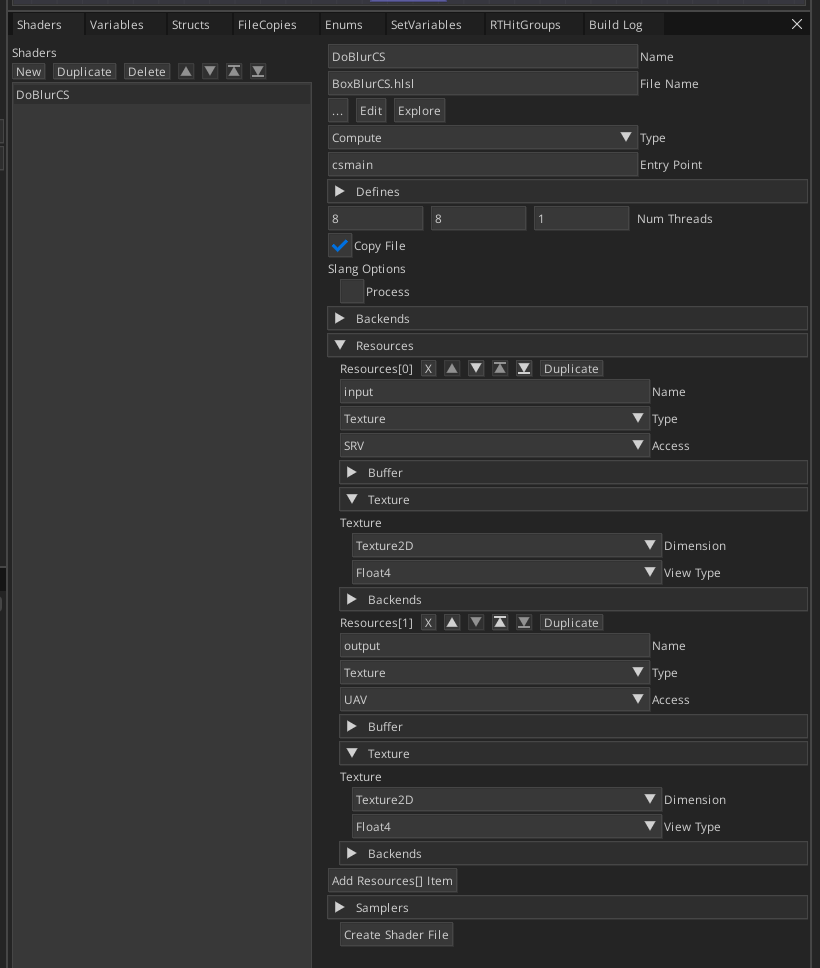 Shaders Variables Structs FileCopies Enums SetVariables RTHitGroups Build Log
Shaders
New Duplicate Delete
DoBlurCS
DoBlurCS Name
BoxBlurCS.hlsl File Name
... Edit Explore
Compute Type
csmain Entry Point
Defines
8 8 1 Num Threads
Copy File
Slang Options
Process
Backends
Resources
Resources[0] X Duplicate
input Name
Texture Type
SRV Access
Buffer
Texture
Texture
Texture2D Dimension
Float4 View Type
Backends
Resources[1] X Duplicate
output Name
Texture Type
UAV Access
Buffer
Texture
Texture
Texture2D Dimension
Float4 View Type
Backends
Add Resources[] Item
Samplers
Create Shader File